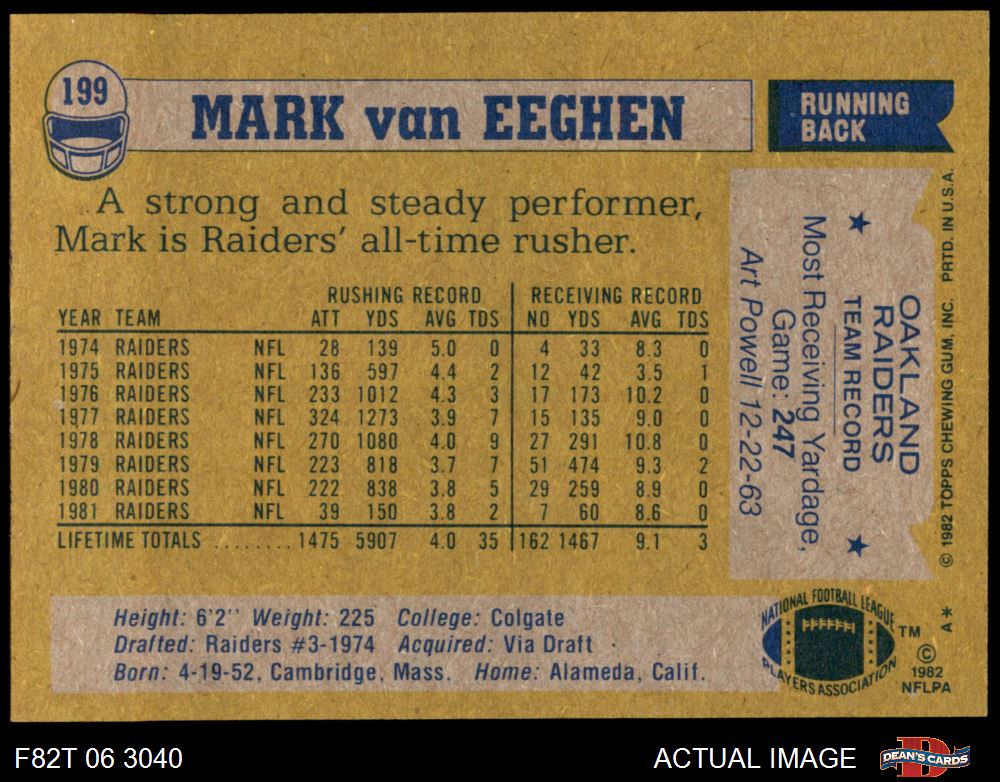 199
MARK van EEGHEN
RUNNING
BACK
A strong and steady performer,
Mark is Raiders' all-time rusher.
RUSHING RECORD RECEIVING RECORD
YEAR TEAM ATT YDS AVG TDS NO YDS AVG TDS
1974 RAIDERS NFL 28 139 5.0 0 4 33 8.3 0
1975 RAIDERS NFL 136 597 4.4 2 12 42 3.5 1
1976 RAIDERS NFL 233 1012 4.3 3 17 173 10.2 0
1977 RAIDERS NFL 324 1273 3.9 7 15 135 9.0 0
1978 RAIDERS NFL 270 1080 4.0 9 27 291 10.8 0
1979 RAIDERS NFL 223 818 3.7 7 51 474 9.3 2
1980 RAIDERS NFL 222 838 3.8 5 29 259 8.9 0
1981 RAIDERS NFL 39 150 3.8 2 7 60 8.6 0
LIFETIME TOTALS ........ 1475 5907 4.0 35 162 1467 9.1 3
Height: 6'2'' Weight: 225 College: Colgate
Drafted: Raiders #3-1974 Acquired: Via Draft
Born: 4-19-52, Cambridge, Mass. Home: Alameda, Calif.
OAKLAND
RAIDERS
★ TEAM RECORD ★
Most Receiving Yardage,
Game: 247
Art Powell 12-22-63
© 1982 TOPPS CHEWING GUM, INC. PRTD. IN U.S.A.
A *
NATIONAL FOOTBALL LEAGUE
PLAYERS ASSOCIATION
TM
©
1982
NFLPA
F82T 06 3040
ACTUAL IMAGE
D
DEAN'S CARDS